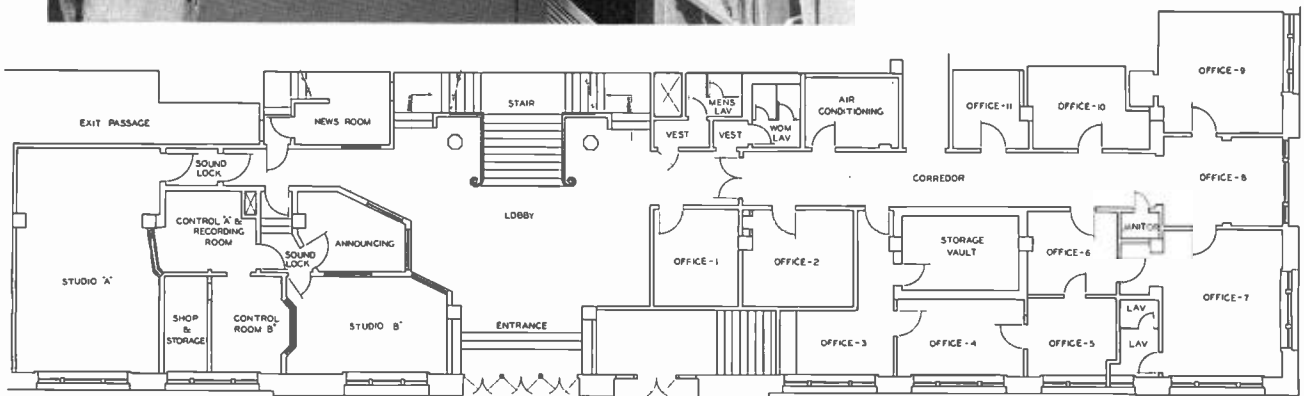 OFFICE-9
STAIR
MENS
LAV
AIR
CONDITIONING
OFFICE-11
OFFICE-10
EXIT PASSAGE
NEWS ROOM
VEST
VEST
WOM
LAV
SOUND
LOCK
CORREDOR
OFFICE-8
CONTROL "A" &
RECORDING
ROOM
LOBBY
ANNOUNCING
JANITOR
STORAGE
VAULT
SOUND
LOCK
OFFICE-1
OFFICE-2
OFFICE-6
STUDIO "A"
OFFICE-7
SHOP
&
STORAGE
CONTROL
ROOM B"
STUDIO B"
ENTRANCE
OFFICE-3
OFFICE-4
OFFICE-5
LAV
LAV